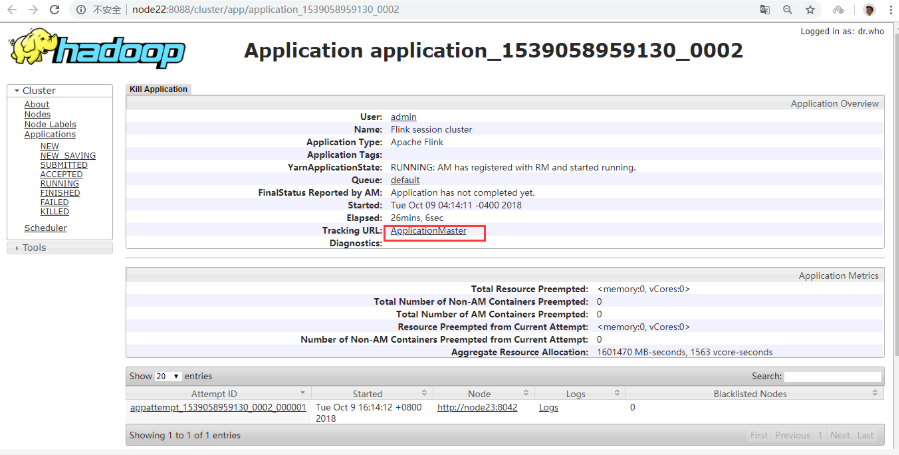 不安全 node22:8088/cluster/app/application_1539058959130_0002
Logged in as: dr.who
hadoop
Application application_1539058959130_0002
Cluster
About
Nodes
Node Labels
Applications
NEW
NEW_SAVING
SUBMITTED
ACCEPTED
RUNNING
FINISHED
FAILED
KILLED
Scheduler
Tools
Kill Application
Application Overview
User: admin
Name: Flink session cluster
Application Type: Apache Flink
Application Tags:
YarnApplicationState: RUNNING: AM has registered with RM and started running.
Queue: default
FinalStatus Reported by AM: Application has not completed yet.
Started: Tue Oct 09 04:14:11 -0400 2018
Elapsed: 26mins, 6sec
Tracking URL: ApplicationMaster
Diagnostics:
Application Metrics
Total Resource Preempted: <memory:0, vCores:0>
Total Number of Non-AM Containers Preempted: 0
Total Number of AM Containers Preempted: 0
Resource Preempted from Current Attempt: <memory:0, vCores:0>
Number of Non-AM Containers Preempted from Current Attempt: 0
Aggregate Resource Allocation: 1601470 MB-seconds, 1563 vcore-seconds
Show 20 entries Search:
Attempt ID Started Node Logs Blacklisted Nodes
appattempt_1539058959130_0002_000001 Tue Oct 9 16:14:12 +0800 http://node23:8042 Logs 0
2018
Showing 1 to 1 of 1 entries First Previous 1 Next Last